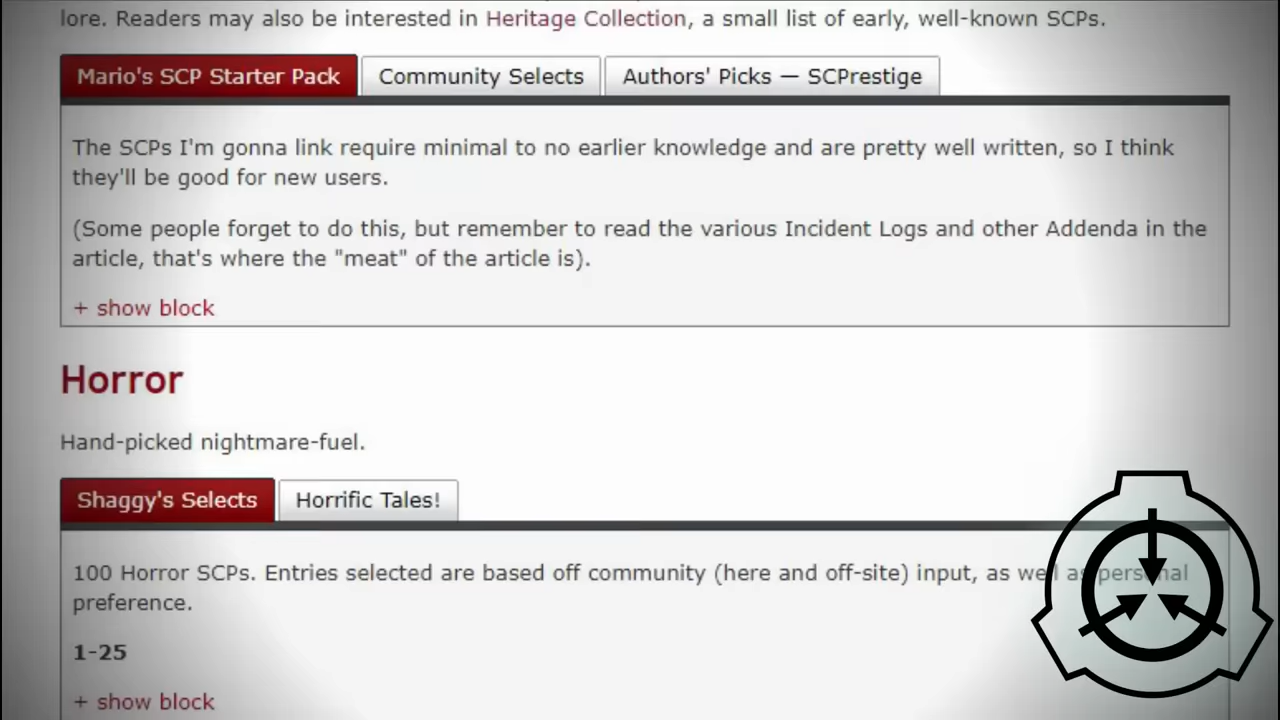 lore. Readers may also be interested in Heritage Collection, a small list of early, well-known SCPs.
Mario's SCP Starter Pack
Community Selects
Authors' Picks — SCPrestige
The SCPs I'm gonna link require minimal to no earlier knowledge and are pretty well written, so I think
they'll be good for new users.
(Some people forget to do this, but remember to read the various Incident Logs and other Addenda in the
article, that's where the "meat" of the article is).
+ show block
Horror
Hand-picked nightmare-fuel.
Shaggy's Selects
Horrific Tales!
100 Horror SCPs. Entries selected are based off community (here and off-site) input, as well as personal
preference.
1-25
+ show block